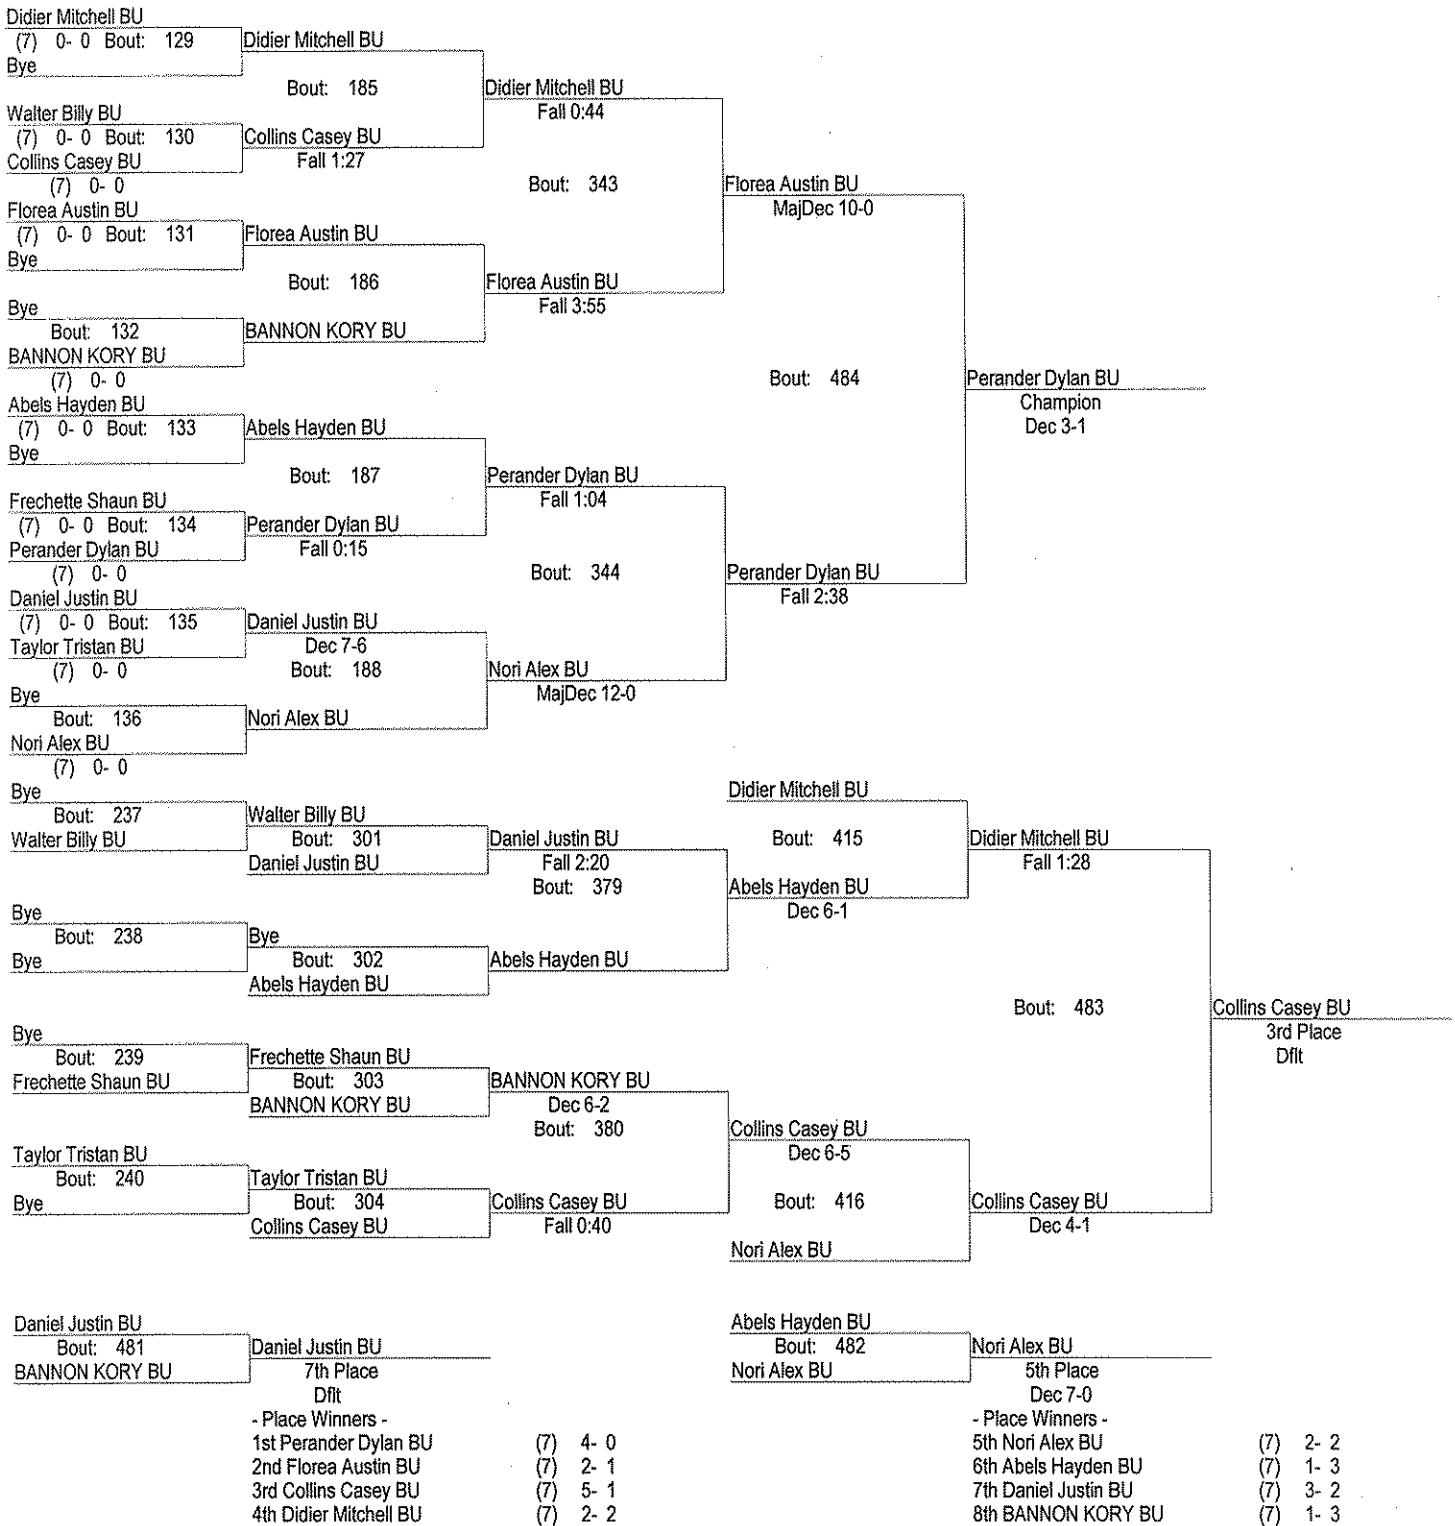 Didier Mitchell BU
(7) 0- 0 Bout: 129 Didier Mitchell BU
Bye
Bout: 185 Didier Mitchell BU
Fall 0:44
Walter Billy BU
(7) 0- 0 Bout: 130 Collins Casey BU
Collins Casey BU Fall 1:27
(7) 0- 0
Bout: 343 Florea Austin BU
MajDec 10-0
Florea Austin BU
(7) 0- 0 Bout: 131 Florea Austin BU
Bye
Bout: 186 Florea Austin BU
Fall 3:55
Bye
Bout: 132 BANNON KORY BU
BANNON KORY BU
(7) 0- 0
Bout: 484 Perander Dylan BU
Champion
Dec 3-1
Abels Hayden BU
(7) 0- 0 Bout: 133 Abels Hayden BU
Bye
Bout: 187 Perander Dylan BU
Fall 1:04
Frechette Shaun BU
(7) 0- 0 Bout: 134 Perander Dylan BU
Perander Dylan BU Fall 0:15
(7) 0- 0
Bout: 344 Perander Dylan BU
Fall 2:38
Daniel Justin BU
(7) 0- 0 Bout: 135 Daniel Justin BU
Taylor Tristan BU Dec 7-6
(7) 0- 0
Bout: 188 Nori Alex BU
MajDec 12-0
Bye
Bout: 136 Nori Alex BU
Nori Alex BU
(7) 0- 0
Bye
Bout: 237 Walter Billy BU
Walter Billy BU
Bout: 301 Daniel Justin BU
Daniel Justin BU Fall 2:20
Didier Mitchell BU
Bout: 415 Didier Mitchell BU
Fall 1:28
Bout: 379 Abels Hayden BU
Dec 6-1
Bye
Bout: 238 Bye
Bye
Bout: 302 Abels Hayden BU
Abels Hayden BU
Bout: 483 Collins Casey BU
3rd Place
Dflt
Bye
Bout: 239 Frechette Shaun BU
Frechette Shaun BU
Bout: 303 BANNON KORY BU
BANNON KORY BU Dec 6-2
Bout: 380 Collins Casey BU
Dec 6-5
Taylor Tristan BU
Bout: 240 Taylor Tristan BU
Bye
Bout: 304 Collins Casey BU
Collins Casey BU Fall 0:40
Bout: 416 Collins Casey BU
Dec 4-1
Nori Alex BU
Daniel Justin BU
Bout: 481 Daniel Justin BU
BANNON KORY BU 7th Place
Dflt
Abels Hayden BU
Bout: 482 Nori Alex BU
Nori Alex BU 5th Place
Dec 7-0
- Place Winners -
1st Perander Dylan BU (7) 4- 0
2nd Florea Austin BU (7) 2- 1
3rd Collins Casey BU (7) 5- 1
4th Didier Mitchell BU (7) 2- 2
- Place Winners -
5th Nori Alex BU (7) 2- 2
6th Abels Hayden BU (7) 1- 3
7th Daniel Justin BU (7) 3- 2
8th BANNON KORY BU (7) 1- 3